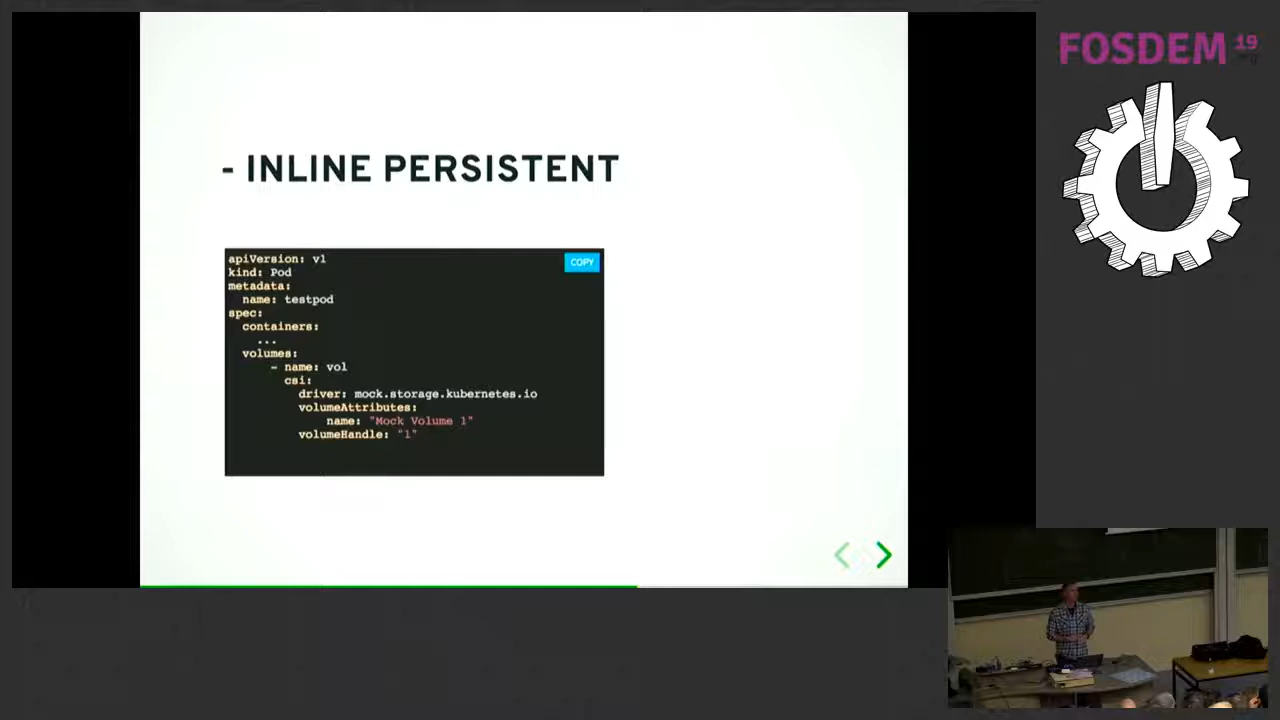 FOSDEM 19
- INLINE PERSISTENT
COPY
apiVersion: v1
kind: Pod
metadata:
  name: testpod
spec:
  containers:
    ...
  volumes:
      - name: vol
        csi:
          driver: mock.storage.kubernetes.io
          volumeAttributes:
              name: "Mock Volume 1"
          volumeHandle: "1"